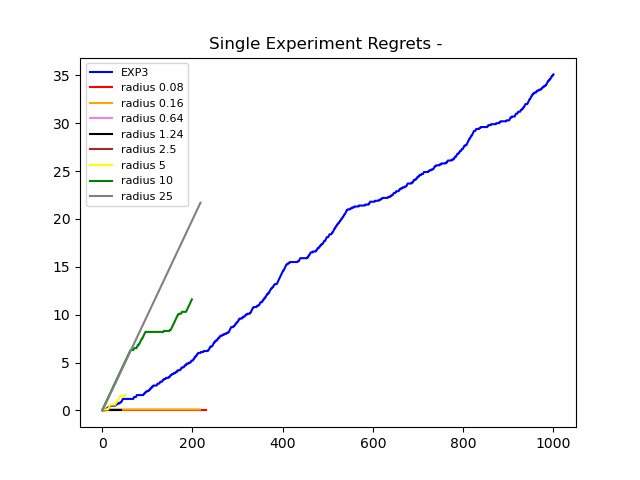 Single Experiment Regrets -
EXP3
radius 0.08
radius 0.16
radius 0.64
radius 1.24
radius 2.5
radius 5
radius 10
radius 25
35
30
25
20
15
10
5
0
0 200 400 600 800 1000